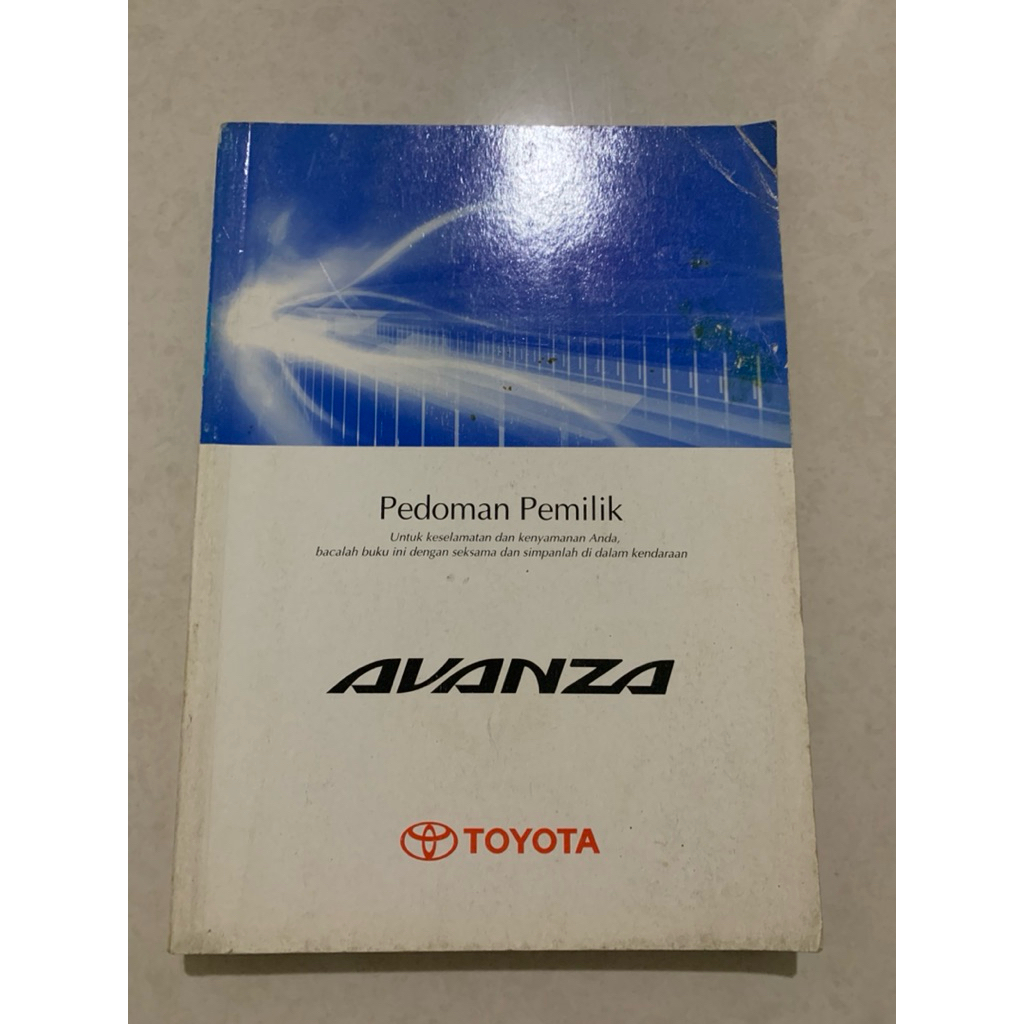 Pedoman Pemilik
Untuk keselamatan dan kenyamanan Anda,
bacalah buku ini dengan seksama dan simpanlah di dalam kendaraan
AVANZA
TOYOTA